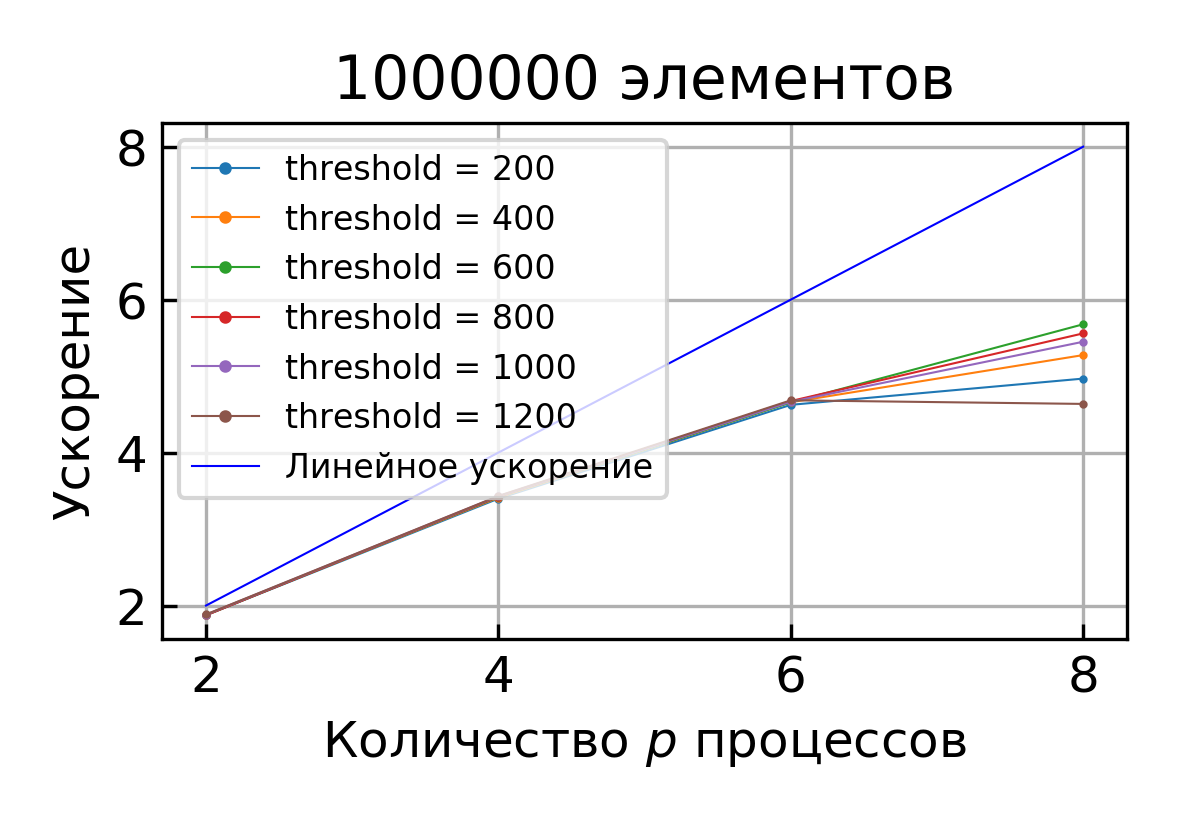 1000000 элементов
Ускорение
8
6
4
2
threshold = 200
threshold = 400
threshold = 600
threshold = 800
threshold = 1000
threshold = 1200
Линейное ускорение
2 4 6 8
Количество p процессов